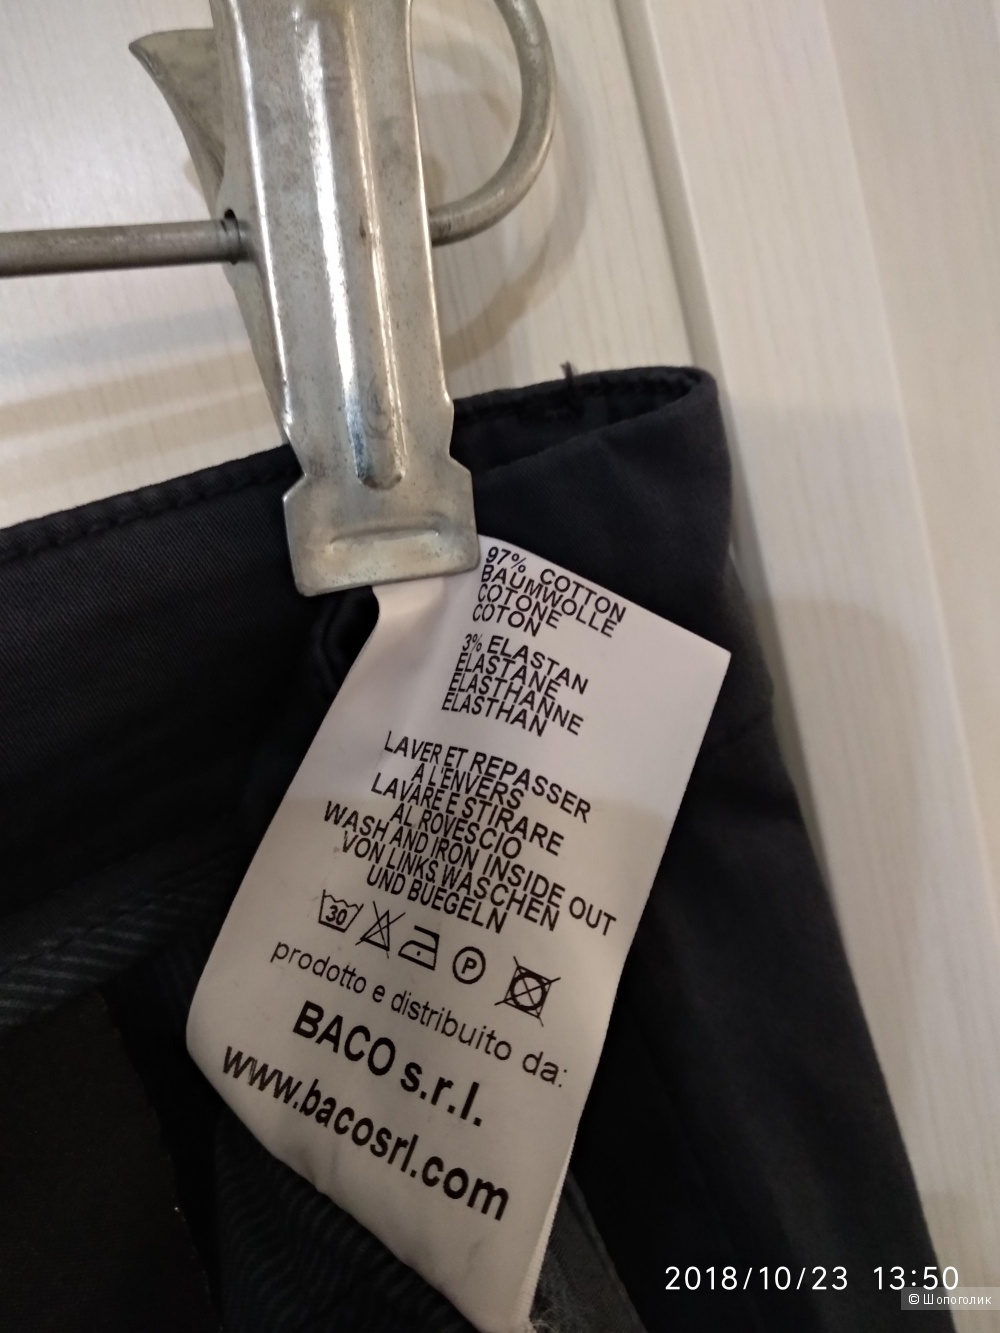 97% COTTON
BAUMWOLLE
COTONE
COTON
3% ELASTAN
ELASTANE
ELASTHANNE
ELASTHAN
LAVER ET REPASSER
A L'ENVERS
LAVARE E STIRARE
AL ROVESCIO
WASH AND IRON INSIDE OUT
VON LINKS WASCHEN
UND BUEGELN
30
P
prodotto e distribuito da:
BACO s.r.l.
www.bacosrl.com
2018/10/23 13:50
© Шопоголик